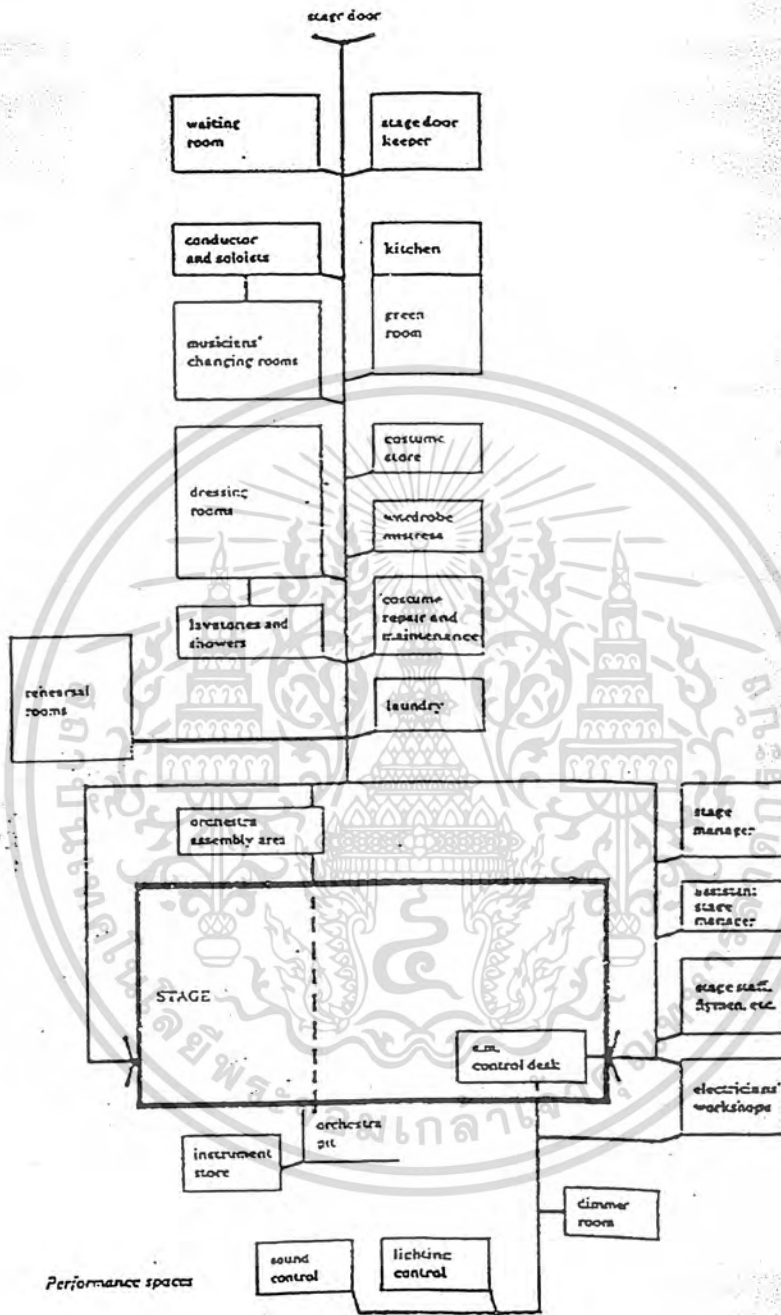 stage door
waiting
room
stage door
keeper
conductor
and soloists
kitchen
green
room
musicians'
changing rooms
costume
store
dressing
rooms
wardrobe
mistress
costume
repair and
maintenance
lavatories and
showers
rehearsal
rooms
laundry
stage
manager
orchestra
assembly area
assistant
stage
manager
STAGE
stage staff,
flymen, etc.
s.m.
control desk
electricians'
workshops
orchestra
pit
instrument
store
dimmer
room
sound
control
lighting
control
Performance spaces